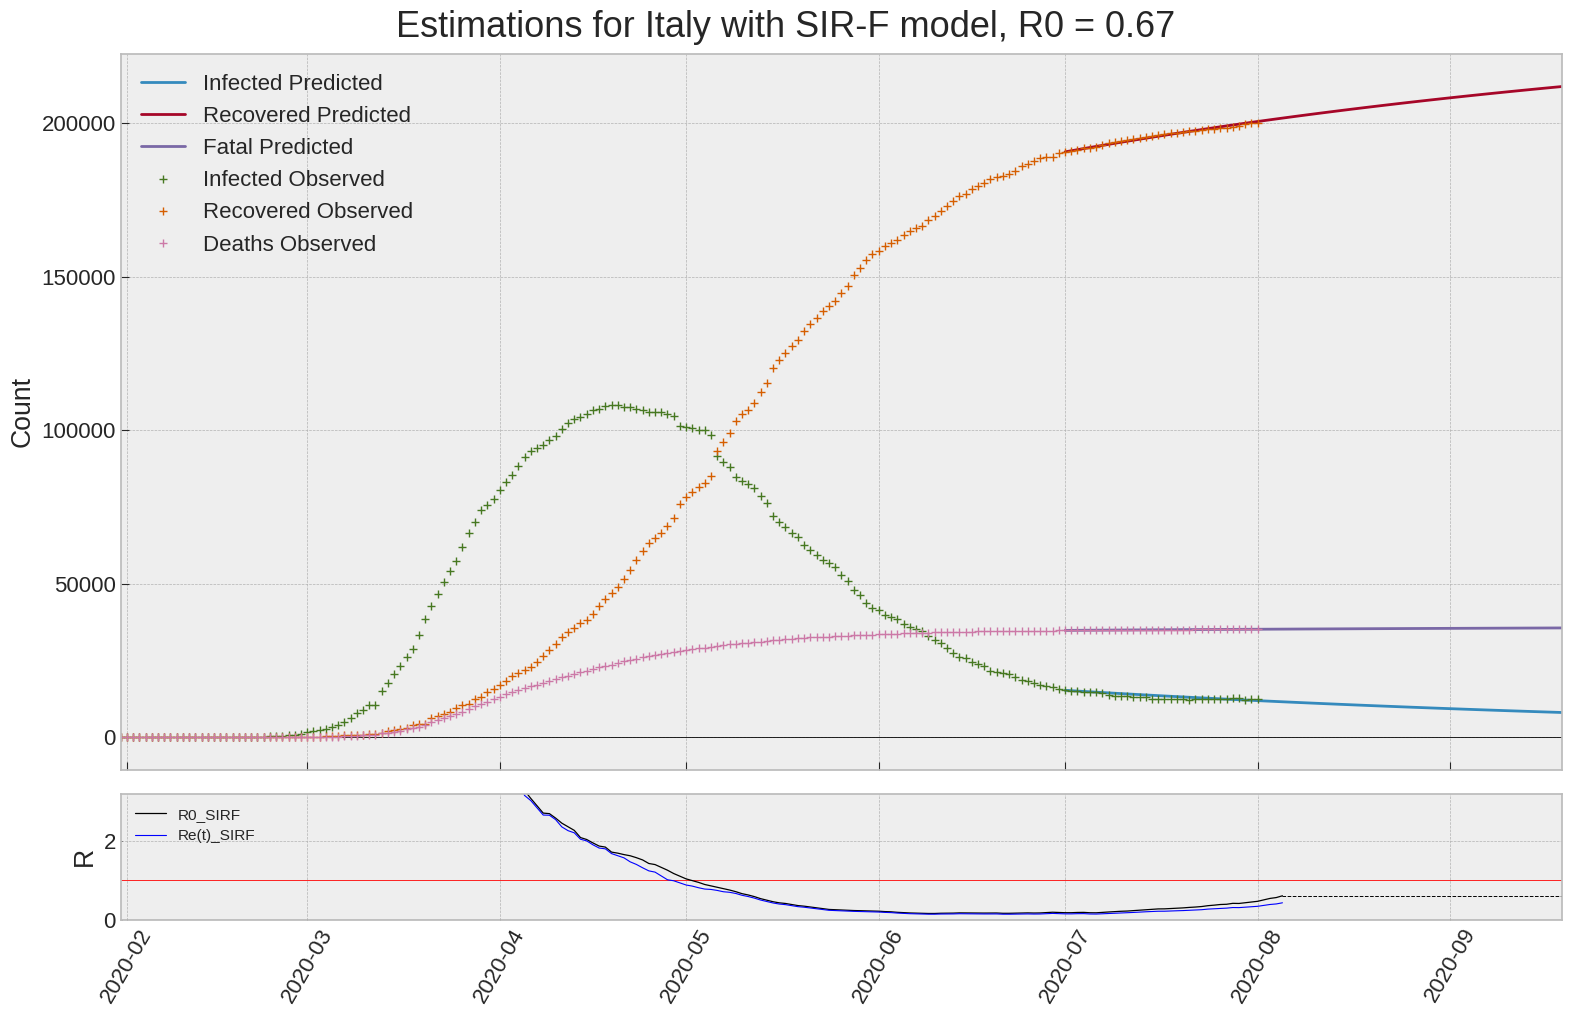 Estimations for Italy with SIR-F model, R0 = 0.67
Infected Predicted
Recovered Predicted
Fatal Predicted
Infected Observed
Recovered Observed
Deaths Observed
200000
150000
100000
50000
0
Count
R0_SIRF
Re(t)_SIRF
2
0
R
2020-02
2020-03
2020-04
2020-05
2020-06
2020-07
2020-08
2020-09